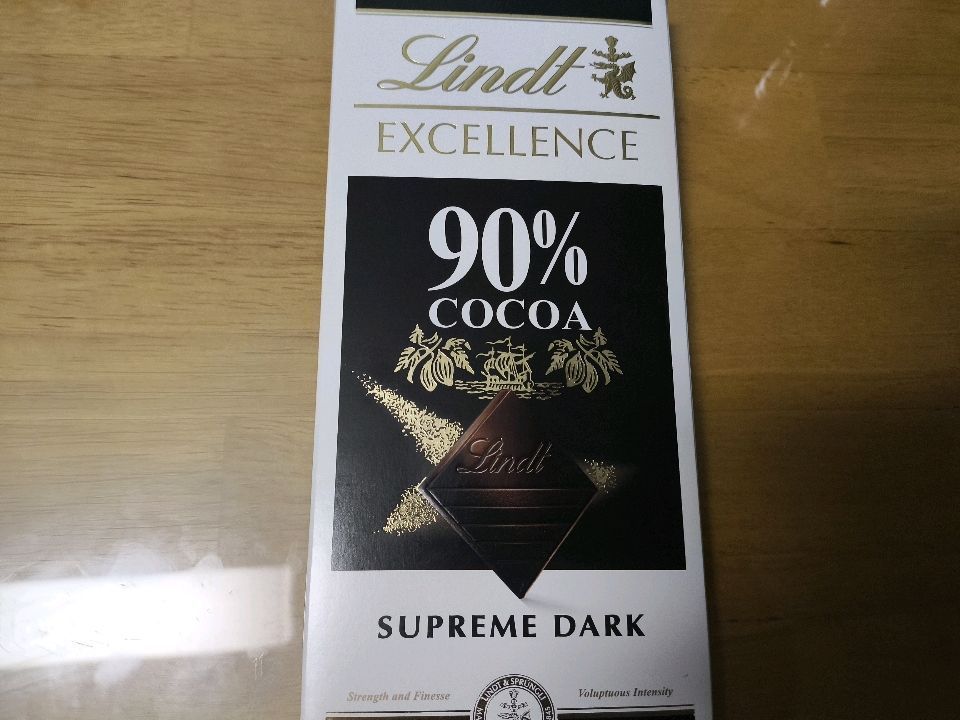 Lindt
EXCELLENCE
90%
COCOA
Lindt
SUPREME DARK
Strength and Finesse
Voluptuous Intensity
LINDT & SPRÜNGLI